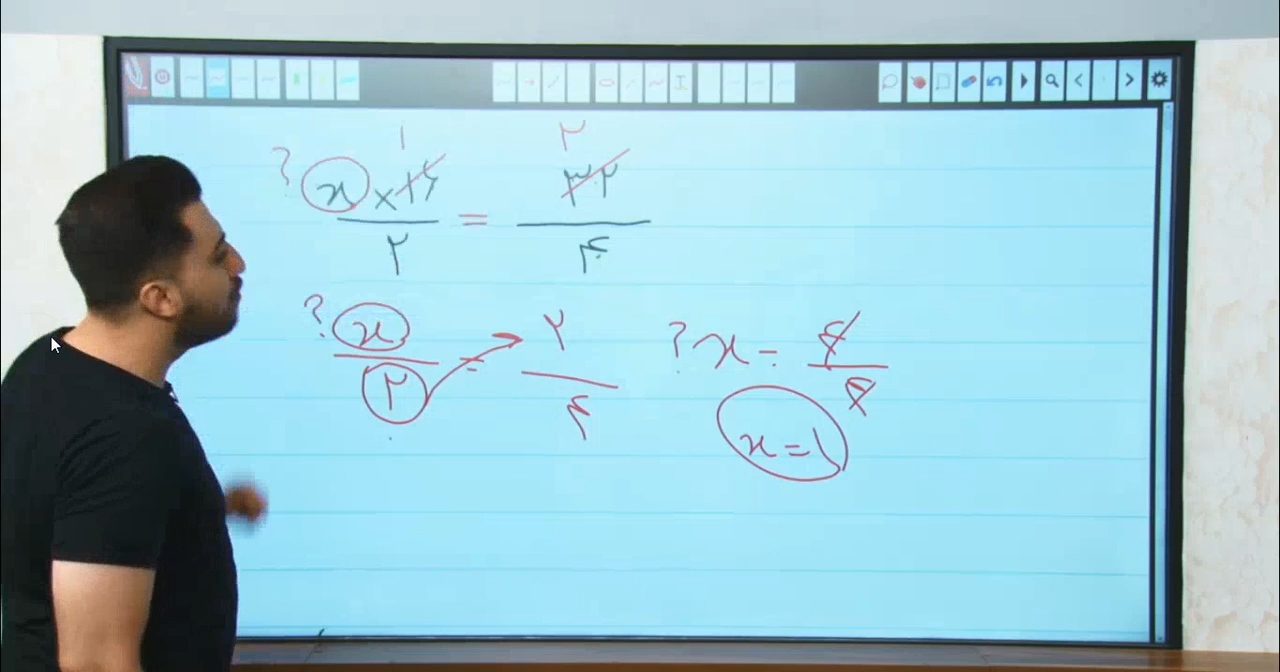 ۱ ۲
? x × ۱۶ / ۲ = ۳۲ / ۴
? x / ۲ = ۲ / ۴
? x = ۴ / ۴
x = ۱